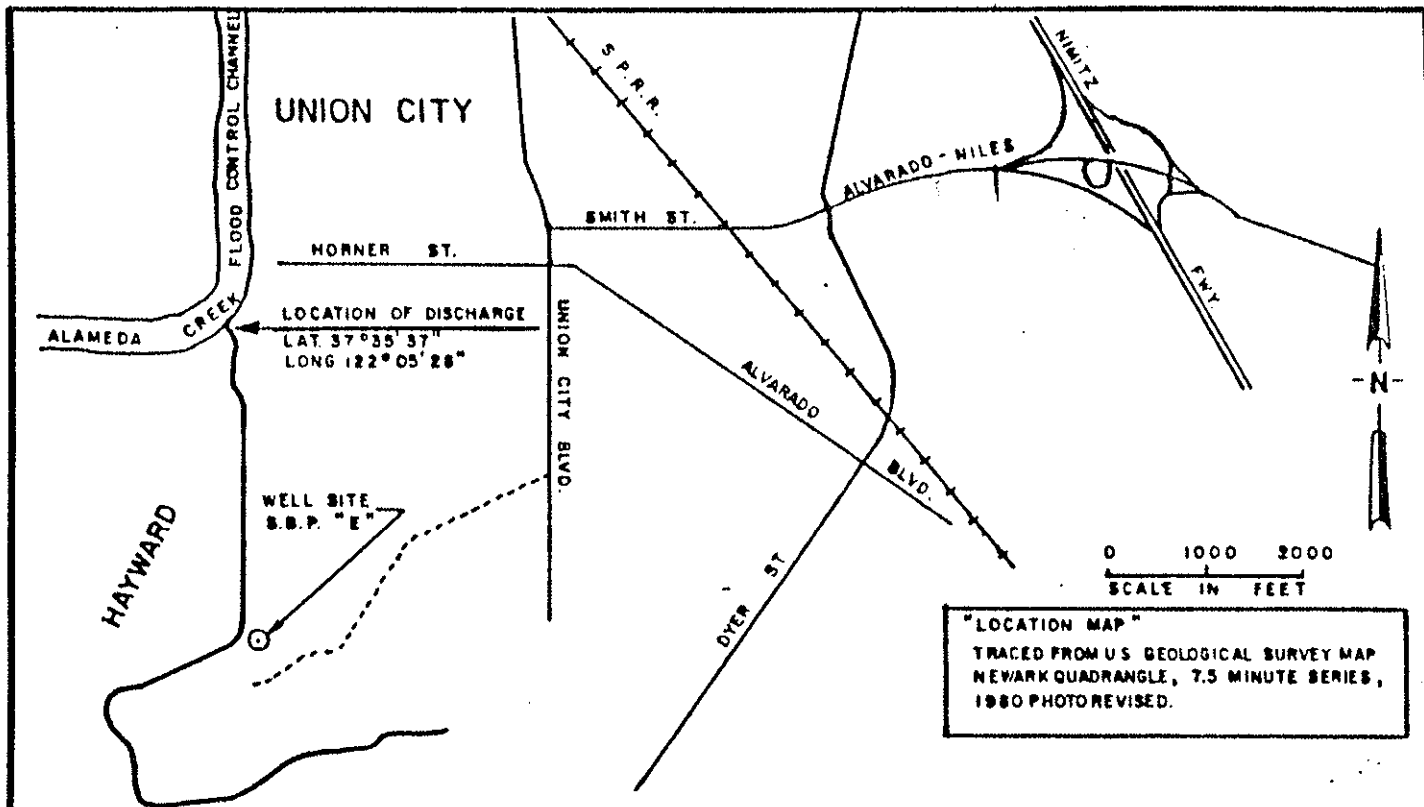 ALAMEDA CREEK FLOOD CONTROL CHANNEL
UNION CITY
S.P.R.R.
NIMITZ
FWY.
ALVARADO - NILES
SMITH ST.
HORNER ST.
LOCATION OF DISCHARGE
LAT. 37°35'37"
LONG 122°05'28"
UNION CITY BLVD.
ALVARADO BLVD.
-N-
HAYWARD
WELL SITE
S.B.P. "E"
DYER ST
0 1000 2000
SCALE IN FEET
"LOCATION MAP"
TRACED FROM U S GEOLOGICAL SURVEY MAP
NEWARK QUADRANGLE, 7.5 MINUTE SERIES,
1980 PHOTO REVISED.